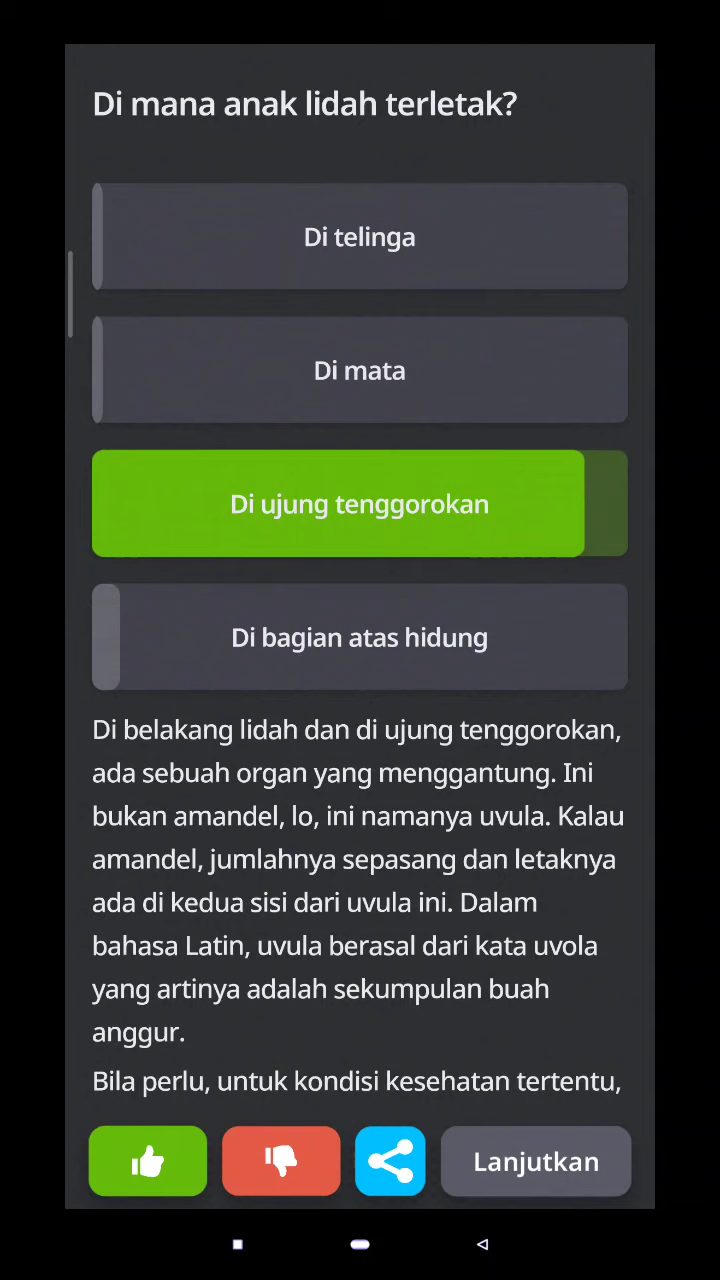 Di mana anak lidah terletak?
Di telinga
Di mata
Di ujung tenggorokan
Di bagian atas hidung
Di belakang lidah dan di ujung tenggorokan,
ada sebuah organ yang menggantung. Ini
bukan amandel, lo, ini namanya uvula. Kalau
amandel, jumlahnya sepasang dan letaknya
ada di kedua sisi dari uvula ini. Dalam
bahasa Latin, uvula berasal dari kata uvola
yang artinya adalah sekumpulan buah
anggur.
Bila perlu, untuk kondisi kesehatan tertentu,
Lanjutkan